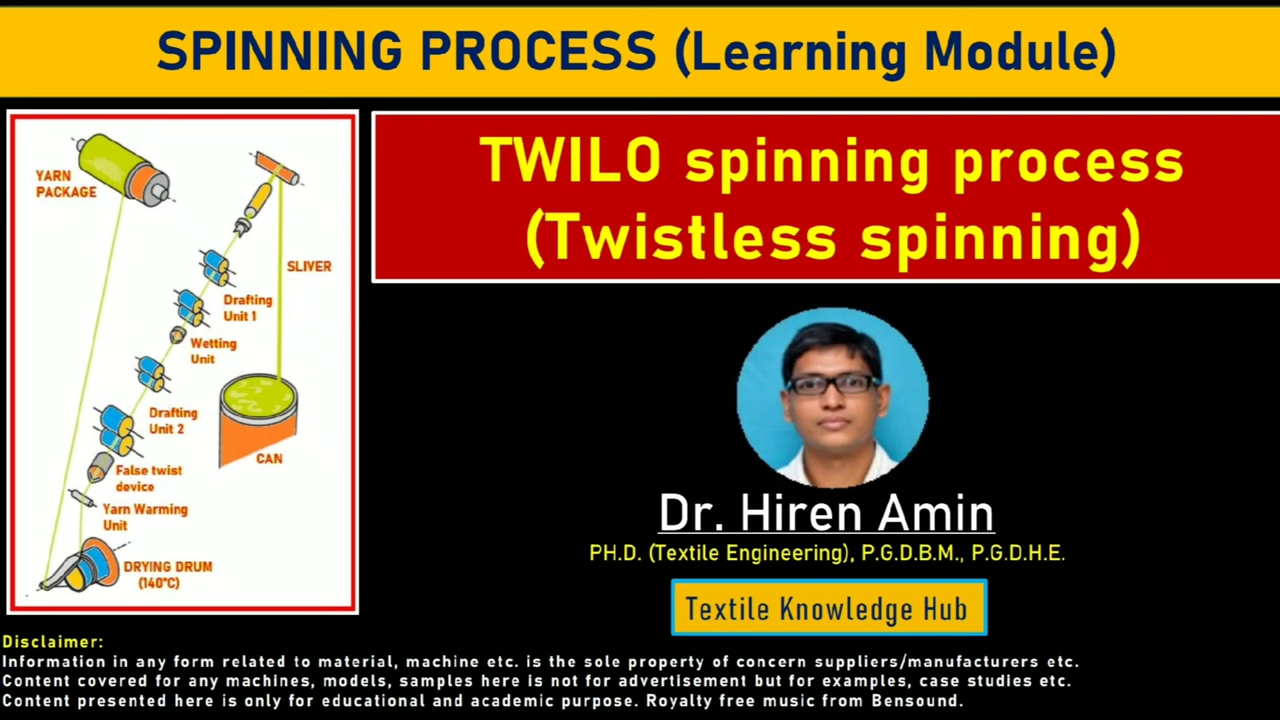 SPINNING PROCESS (Learning Module)
TWILO spinning process
(Twistless spinning)
YARN
PACKAGE
SLIVER
Drafting
Unit 1
Wetting
Unit
Drafting
Unit 2
CAN
False twist
device
Yarn Warming
Unit
DRYING DRUM
(140°C)
Dr. Hiren Amin
PH.D. (Textile Engineering), P.G.D.B.M., P.G.D.H.E.
Textile Knowledge Hub
Disclaimer:
Information in any form related to material, machine etc. is the sole property of concern suppliers/manufacturers etc.
Content covered for any machines, models, samples here is not for advertisement but for examples, case studies etc.
Content presented here is only for educational and academic purpose. Royalty free music from Bensound.